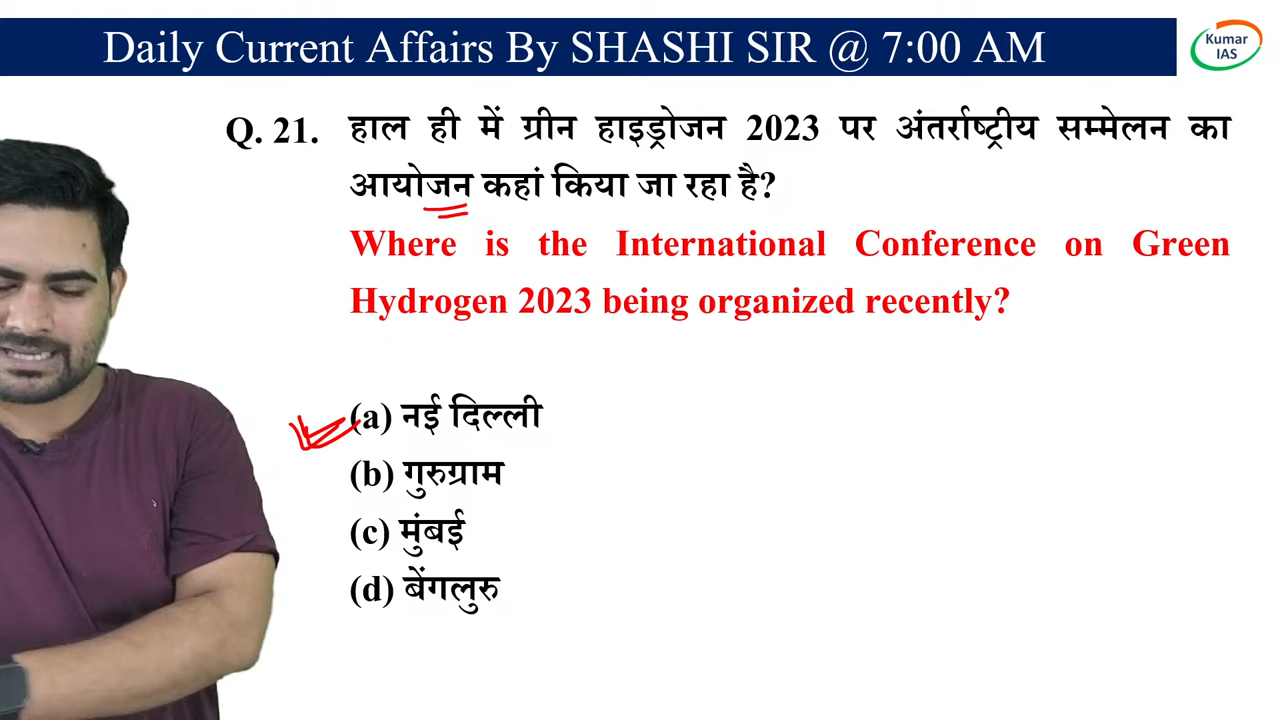 Daily Current Affairs By SHASHI SIR @ 7:00 AM
Kumar
IAS
Q. 21. हाल ही में ग्रीन हाइड्रोजन 2023 पर अंतर्राष्ट्रीय सम्मेलन का
आयोजन कहां किया जा रहा है?
Where is the International Conference on Green
Hydrogen 2023 being organized recently?
(a) नई दिल्ली
(b) गुरुग्राम
(c) मुंबई
(d) बेंगलुरु